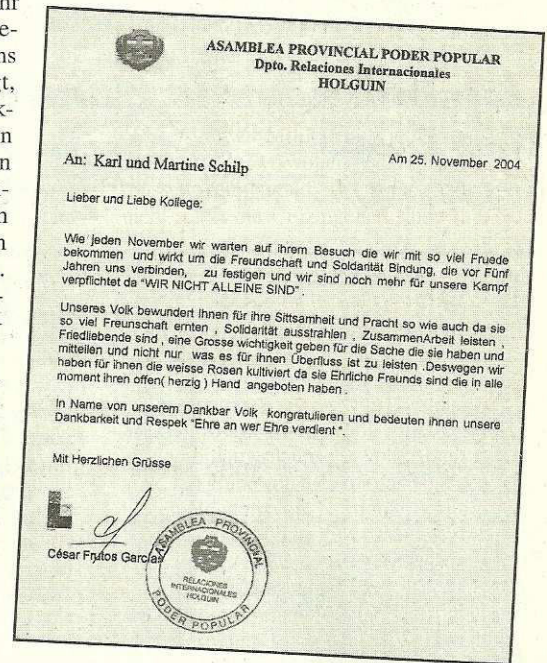 hr
e-
ns
t,
k-
n
n
n
n
ASAMBLEA PROVINCIAL PODER POPULAR
Dpto. Relaciones Internacionales
HOLGUIN
An: Karl und Martine Schilp
Am 25. November 2004
Lieber und Liebe Kollege:
Wie jeden November wir warten auf ihrem Besuch die wir mit so viel Fruede
bekommen und wirkt um die Freundschaft und Soldarität Bindung, die vor Fünf
Jahren uns verbinden, zu festigen und wir sind noch mehr für unsere Kampf
verpflichtet da "WIR NICHT ALLEINE SIND".
Unseres Volk bewundert Ihnen für ihre Sittsamheit und Pracht so wie auch da sie
so viel Freunschaft ernten , Solidarität ausstrahlen , ZusammenArbeit leisten ,
Friedliebende sind , eine Grosse wichtigkeit geben für die Sache die sie haben und
mitteilen und nicht nur was es für ihnen Überfluss ist zu leisten .Deswegen wir
haben für ihnen die weisse Rosen kultiviert da sie Ehrliche Freunds sind die in alle
moment ihren offen( herzig ) Hand angeboten haben .
In Name von unserem Dankbar Volk kongratulieren und bedeuten ihnen unsere
Dankbarkeit und Respek "Ehre an wer Ehre verdient ".
Mit Herzlichen Grüsse
César Frutos García
ASAMBLEA PROVINCIAL
RELACIONES
INTERNACIONALES
HOLGUIN
PODER POPULAR